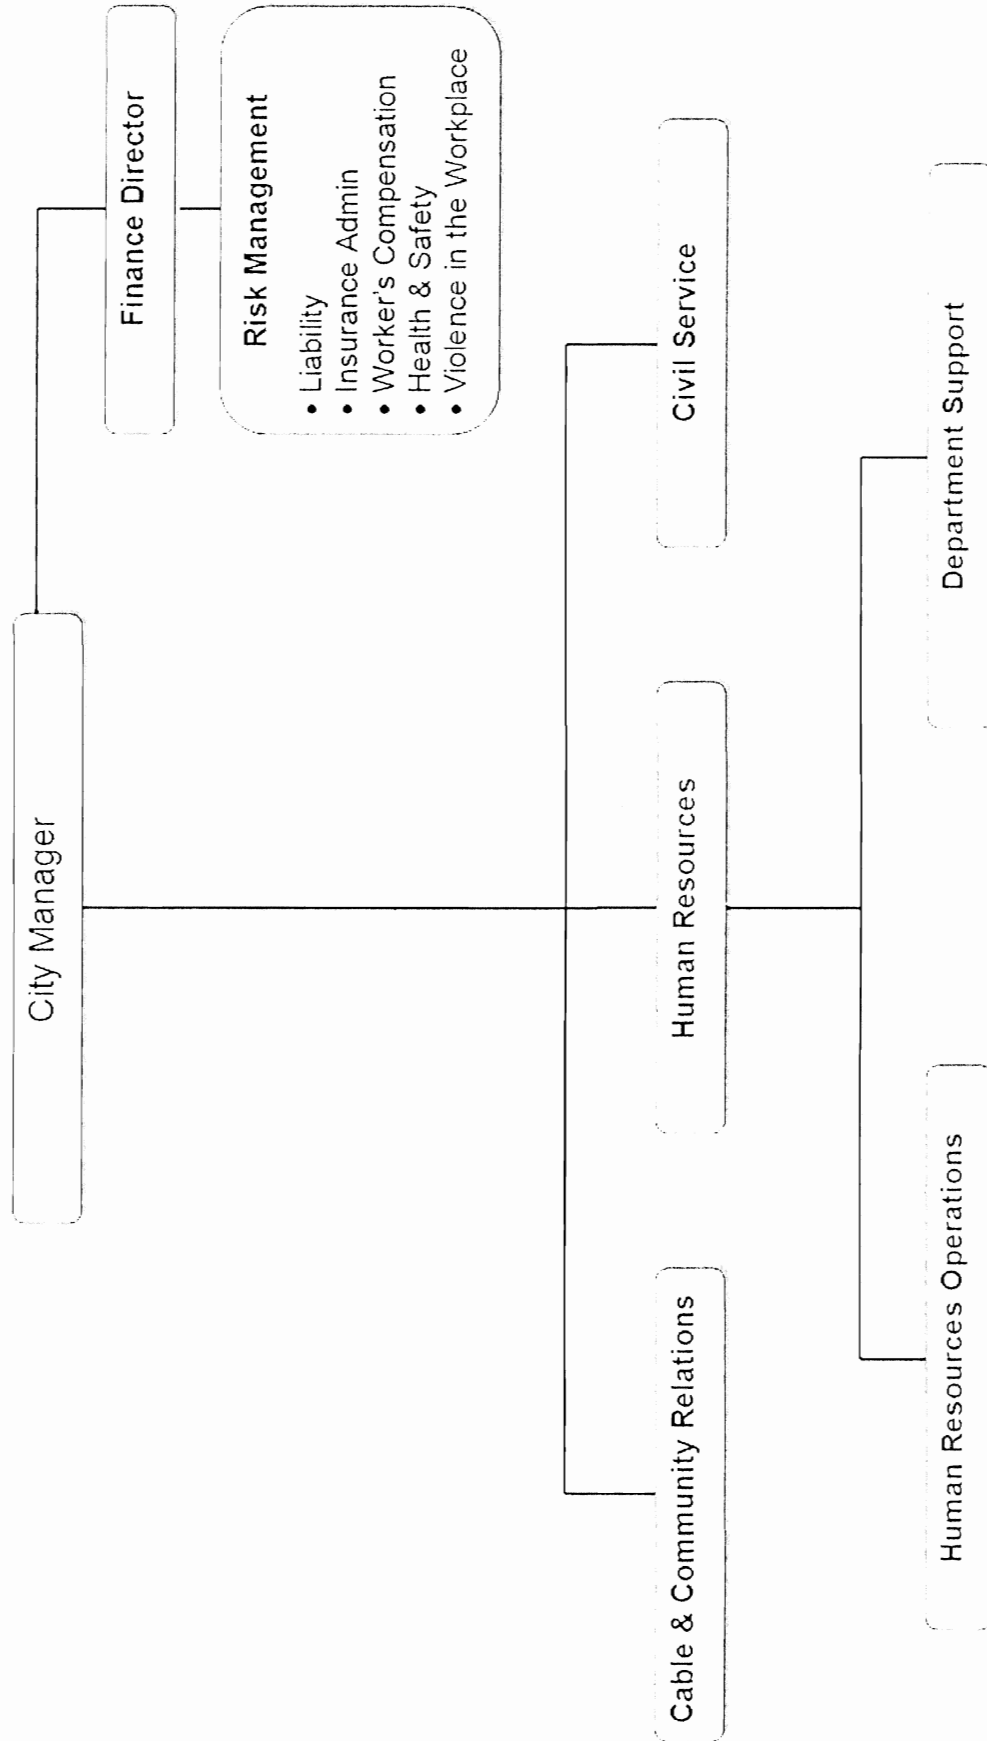 City Manager
Finance Director
Risk Management
• Liability
• Insurance Admin
• Worker's Compensation
• Health & Safety
• Violence in the Workplace
Cable & Community Relations
Human Resources
Civil Service
Human Resources Operations
Department Support